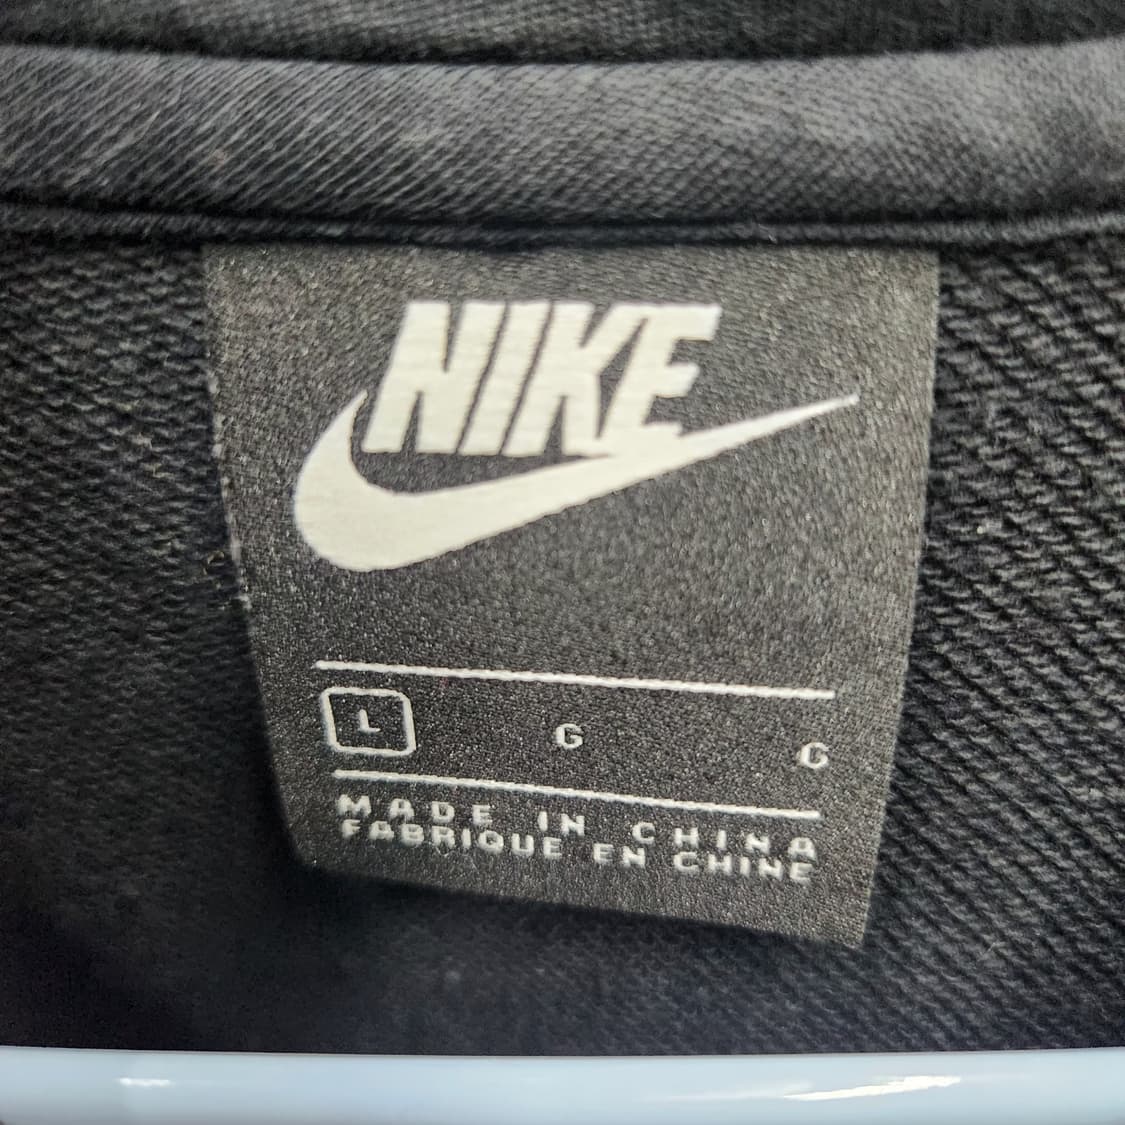 NIKE
L G G
MADE IN CHINA
FABRIQUE EN CHINE